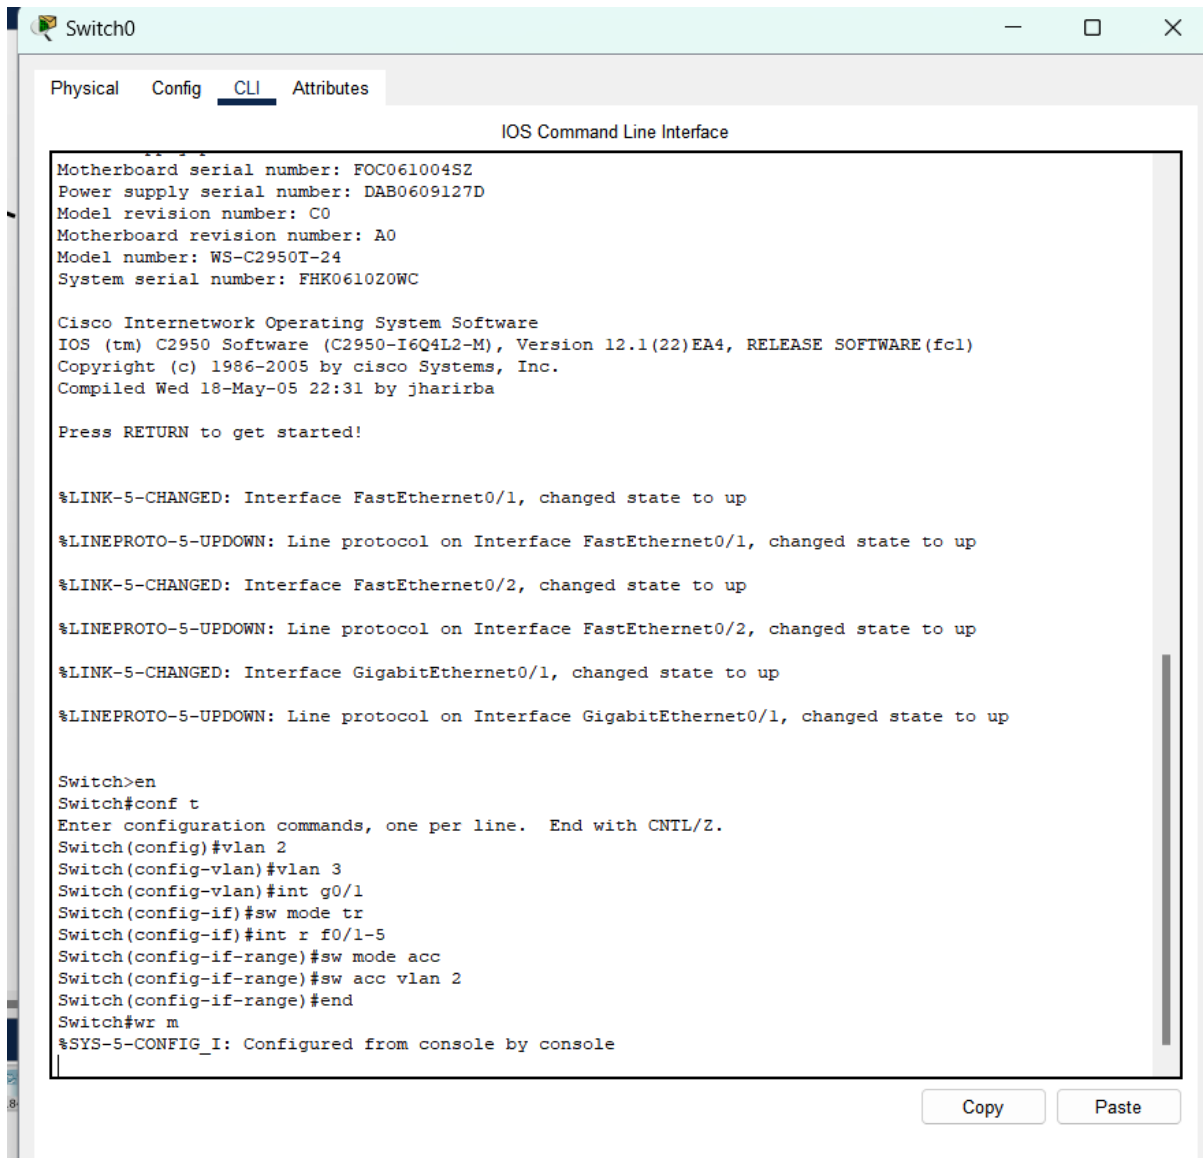 Switch0
Physical Config CLI Attributes
IOS Command Line Interface
Motherboard serial number: FOC061004SZ
Power supply serial number: DAB0609127D
Model revision number: C0
Motherboard revision number: A0
Model number: WS-C2950T-24
System serial number: FHK0610Z0WC
Cisco Internetwork Operating System Software
IOS (tm) C2950 Software (C2950-I6Q4L2-M), Version 12.1(22)EA4, RELEASE SOFTWARE(fc1)
Copyright (c) 1986-2005 by cisco Systems, Inc.
Compiled Wed 18-May-05 22:31 by jharirba
Press RETURN to get started!
%LINK-5-CHANGED: Interface FastEthernet0/1, changed state to up
%LINEPROTO-5-UPDOWN: Line protocol on Interface FastEthernet0/1, changed state to up
%LINK-5-CHANGED: Interface FastEthernet0/2, changed state to up
%LINEPROTO-5-UPDOWN: Line protocol on Interface FastEthernet0/2, changed state to up
%LINK-5-CHANGED: Interface GigabitEthernet0/1, changed state to up
%LINEPROTO-5-UPDOWN: Line protocol on Interface GigabitEthernet0/1, changed state to up
Switch>en
Switch#conf t
Enter configuration commands, one per line.  End with CNTL/Z.
Switch(config)#vlan 2
Switch(config-vlan)#vlan 3
Switch(config-vlan)#int g0/1
Switch(config-if)#sw mode tr
Switch(config-if)#int r f0/1-5
Switch(config-if-range)#sw mode acc
Switch(config-if-range)#sw acc vlan 2
Switch(config-if-range)#end
Switch#wr m
%SYS-5-CONFIG_I: Configured from console by console
Copy Paste